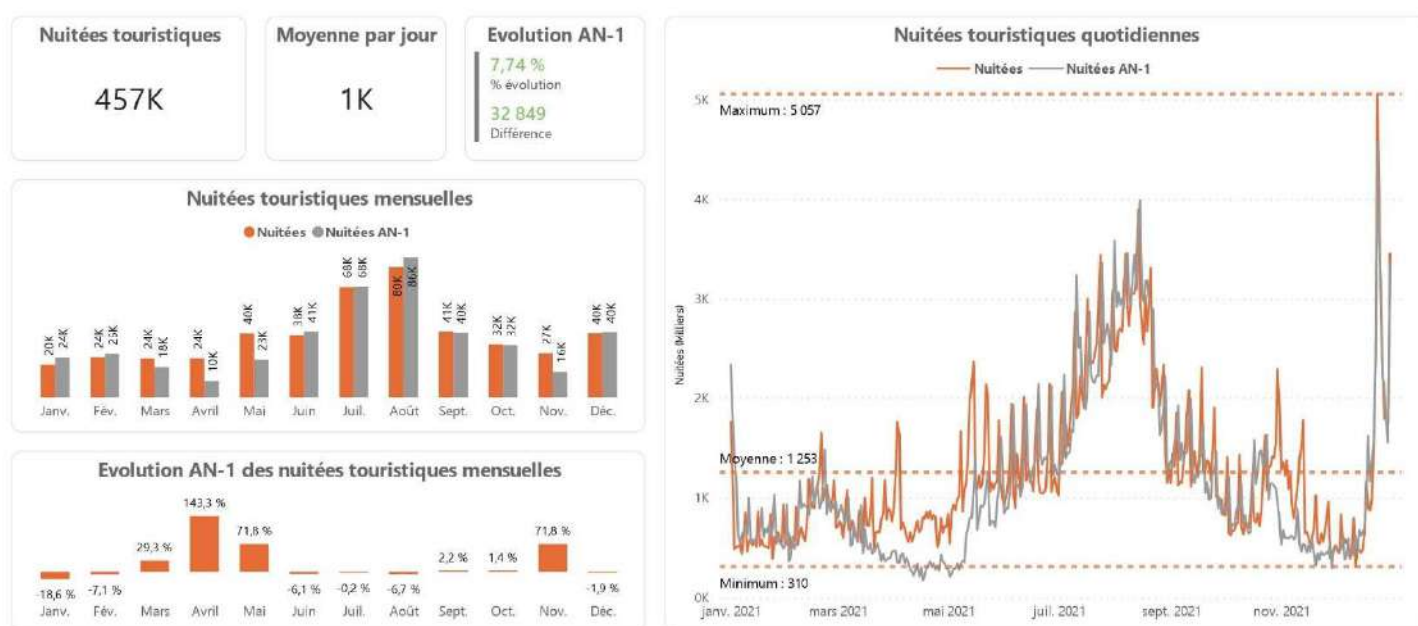 Nuitées touristiques
457K
Moyenne par jour
1K
Evolution AN-1
7,74 %
% évolution
32 849
Différence
Nuitées touristiques mensuelles
Nuitées Nuitées AN-1
20K 24K 24K 26K 24K 18K 24K 10K 40K 23K 38K 41K 68K 68K 80K 86K 41K 40K 32K 32K 27K 16K 40K 40K
Janv. Fév. Mars Avril Mai Juin Juil. Août Sept. Oct. Nov. Déc.
Evolution AN-1 des nuitées touristiques mensuelles
-18,6 % -7,1 % 29,3 % 143,3 % 71,8 % -6,1 % -0,2 % -6,7 % 2,2 % 1,4 % 71,8 % -1,9 %
Janv. Fév. Mars Avril Mai Juin Juil. Août Sept. Oct. Nov. Déc.
Nuitées touristiques quotidiennes
Nuitées Nuitées AN-1
Nuitées (Milliers)
5K
Maximum : 5 057
4K
3K
2K
Moyenne : 1 253
1K
Minimum : 310
0K
janv. 2021 mars 2021 mai 2021 juil. 2021 sept. 2021 nov. 2021